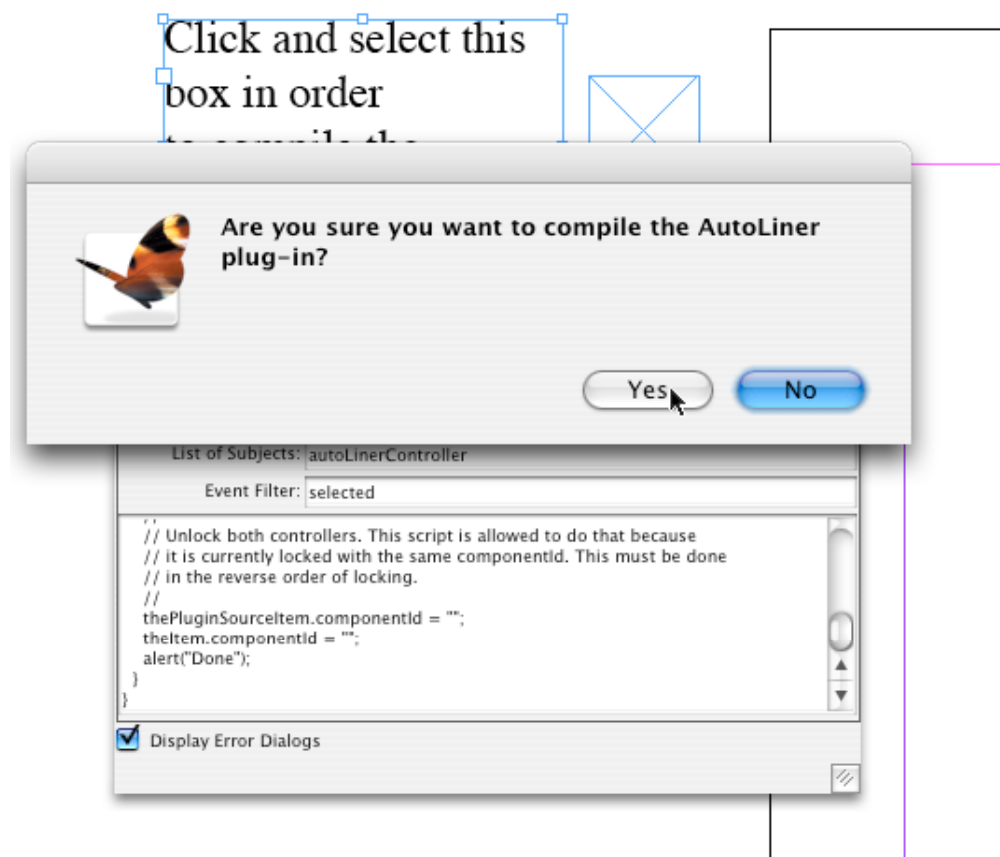 Click and select this
box in order
to compile the
Are you sure you want to compile the AutoLiner
plug-in?
Yes
No
List of Subjects: autoLinerController
Event Filter: selected
//
// Unlock both controllers. This script is allowed to do that because
// it is currently locked with the same componentId. This must be done
// in the reverse order of locking.
//
thePluginSourceItem.componentId = "";
theItem.componentId = "";
alert("Done");
}
}
Display Error Dialogs